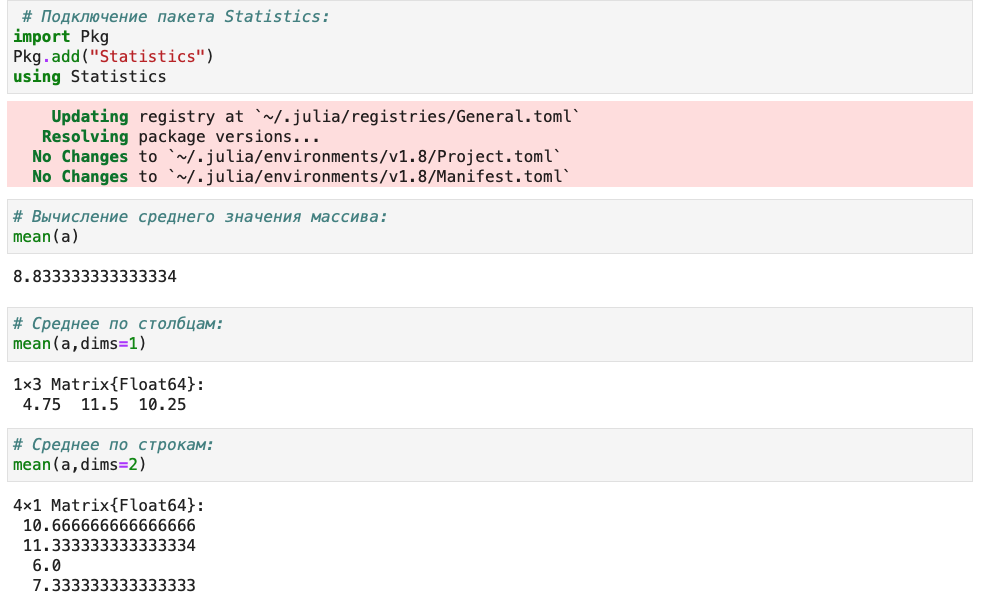 # Подключение пакета Statistics:
import Pkg
Pkg.add("Statistics")
using Statistics
Updating registry at `~/.julia/registries/General.toml`
Resolving package versions...
No Changes to `~/.julia/environments/v1.8/Project.toml`
No Changes to `~/.julia/environments/v1.8/Manifest.toml`
# Вычисление среднего значения массива:
mean(a)
8.833333333333334
# Среднее по столбцам:
mean(a,dims=1)
1×3 Matrix{Float64}:
4.75 11.5 10.25
# Среднее по строкам:
mean(a,dims=2)
4×1 Matrix{Float64}:
10.666666666666666
11.333333333333334
6.0
7.333333333333333